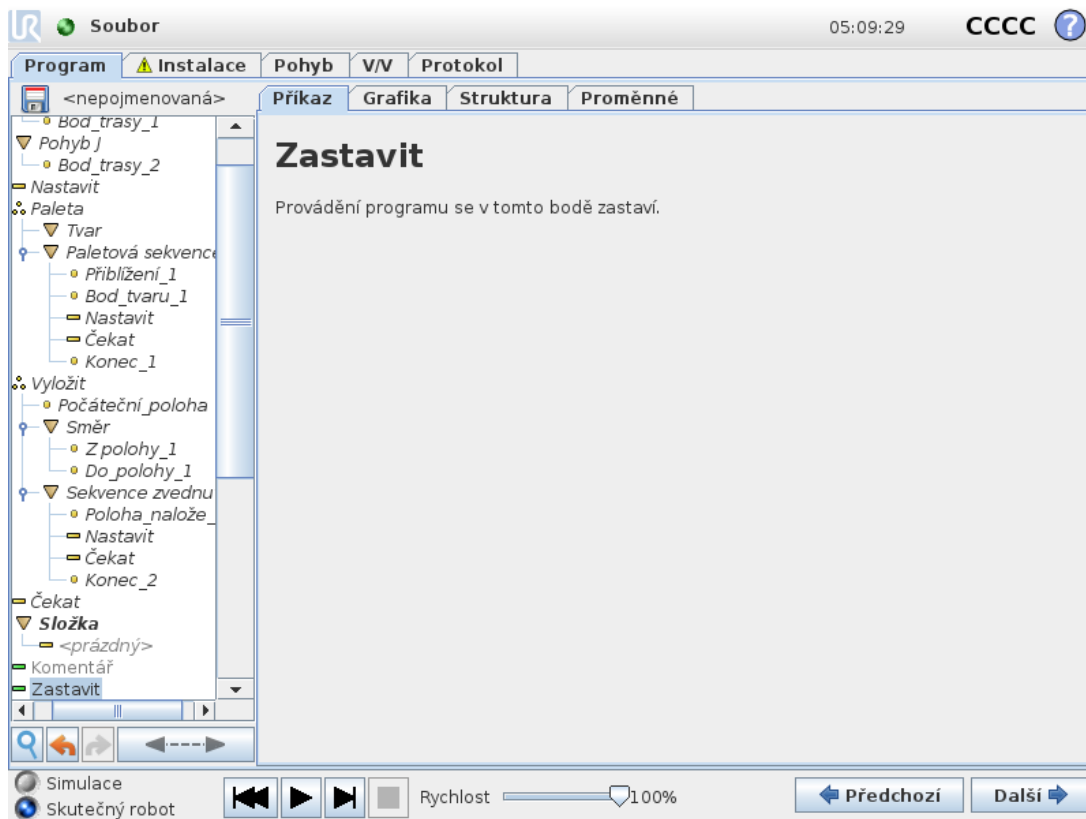 UR Soubor 05:09:29 CCCC ?
Program Instalace Pohyb V/V Protokol
<nepojmenovaná>
Příkaz Grafika Struktura Proměnné
Bod_trasy_1
Pohyb J
Bod_trasy_2
Nastavit
Paleta
Tvar
Paletová sekvence
Přiblížení_1
Bod_tvaru_1
Nastavit
Čekat
Konec_1
Vyložit
Počáteční_poloha
Směr
Z polohy_1
Do_polohy_1
Sekvence zvednu
Poloha_nalože_
Nastavit
Čekat
Konec_2
Čekat
Složka
<prázdný>
Komentář
Zastavit
Zastavit
Provádění programu se v tomto bodě zastaví.
Simulace
Skutečný robot
Rychlost 100%
Předchozí Další